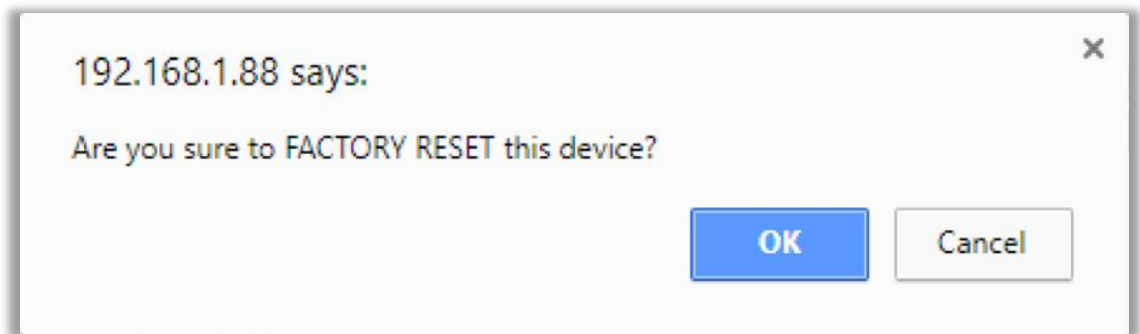 192.168.1.88 says:
Are you sure to FACTORY RESET this device?
OK Cancel